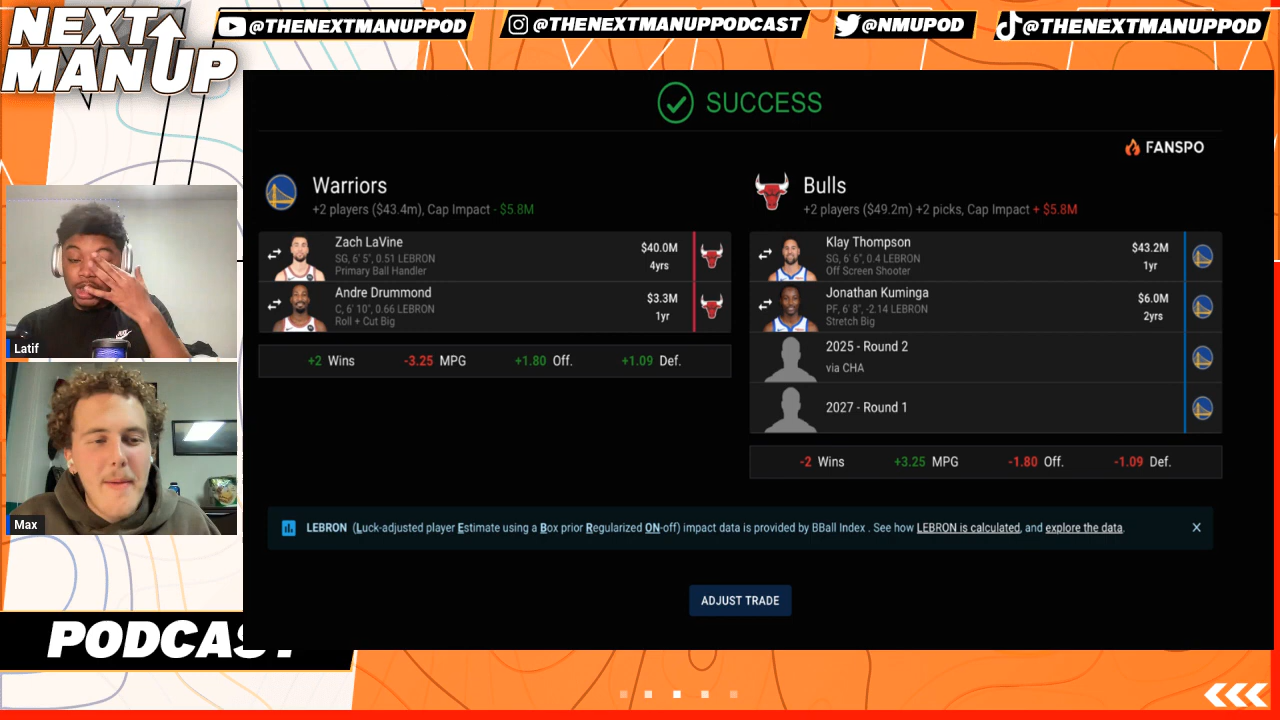 NEXT
MAN UP
@THENEXTMANUPPOD
@THENEXTMANUPPODCAST
@NMUPOD
@THENEXTMANUPPOD
SUCCESS
FANSPO
Warriors
+2 players ($43.4m), Cap Impact - $5.8M
Zach LaVine
SG, 6' 5", 0.51 LEBRON
Primary Ball Handler
$40.0M
4yrs
Andre Drummond
C, 6' 10", 0.66 LEBRON
Roll + Cut Big
$3.3M
1yr
+2 Wins -3.25 MPG +1.80 Off. +1.09 Def.
Bulls
+2 players ($49.2m) +2 picks, Cap Impact + $5.8M
Klay Thompson
SG, 6' 6", 0.4 LEBRON
Off Screen Shooter
$43.2M
1yr
Jonathan Kuminga
PF, 6' 8", -2.14 LEBRON
Stretch Big
$6.0M
2yrs
2025 - Round 2
via CHA
2027 - Round 1
-2 Wins +3.25 MPG -1.80 Off. -1.09 Def.
LEBRON (Luck-adjusted player Estimate using a Box prior Regularized ON-off) impact data is provided by BBall Index . See how LEBRON is calculated, and explore the data.
ADJUST TRADE
Latif
Max
PODCAST